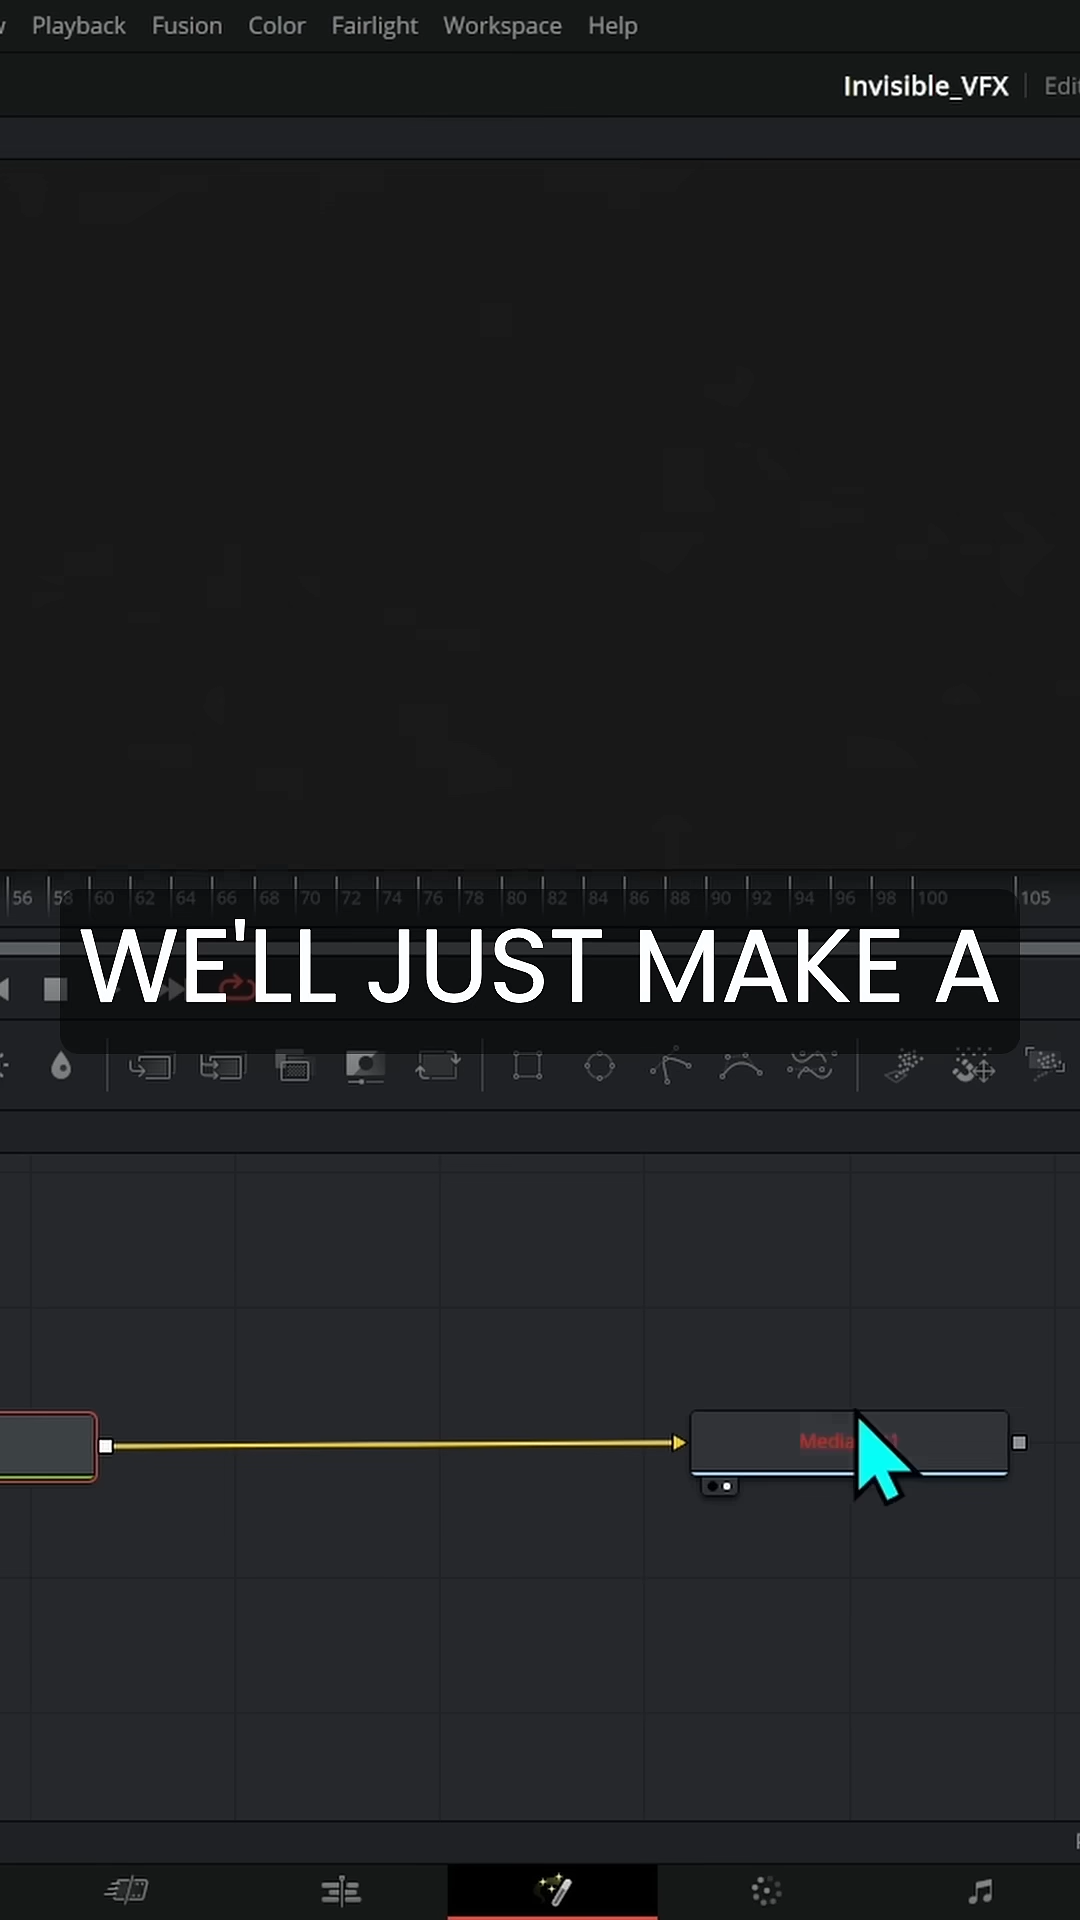 Playback Fusion Color Fairlight Workspace Help
Invisible_VFX
56 58 60 62 64 66 68 70 72 74 76 78 80 82 84 86 88 90 92 94 96 98 100 105
WE'LL JUST MAKE A